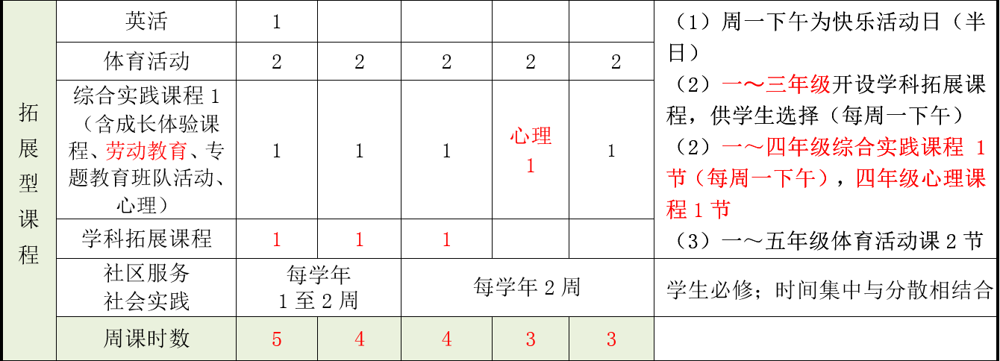 拓展型课程
英活 1
体育活动 2 2 2 2 2
综合实践课程 1
（含成长体验课
程、劳动教育、专
题教育班队活动、
心理）
1 1 1 心理 1
1
学科拓展课程 1 1 1
社区服务
社会实践
每学年
1 至 2 周
每学年 2 周
周课时数 5 4 4 3 3
（1）周一下午为快乐活动日（半
日）
（2）一～三年级开设学科拓展课
程，供学生选择（每周一下午）
（2）一～四年级综合实践课程 1
节（每周一下午），四年级心理课
程 1 节
（3）一～五年级体育活动课 2 节
学生必修；时间集中与分散相结合